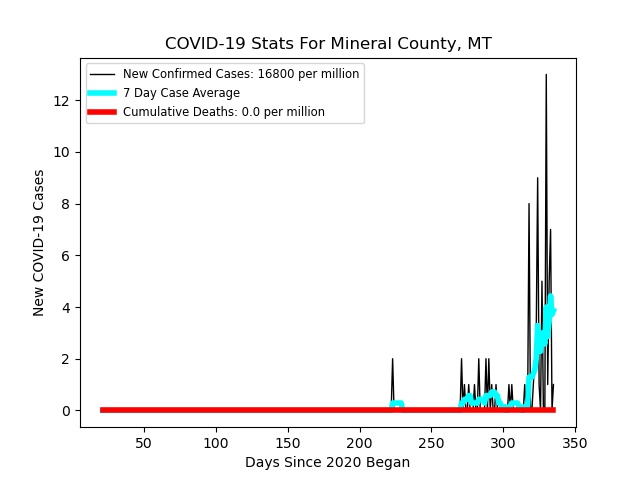 COVID-19 Stats For Mineral County, MT
New Confirmed Cases: 16800 per million
7 Day Case Average
Cumulative Deaths: 0.0 per million
New COVID-19 Cases
12
10
8
6
4
2
0
50
100
150
200
250
300
350
Days Since 2020 Began